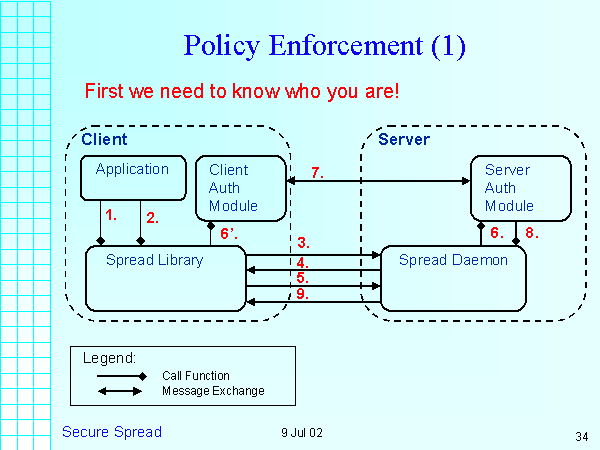 Policy Enforcement (1)
First we need to know who you are!
Client
Server
Application
Client
Auth
Module
7.
Server
Auth
Module
1.
2.
6’.
6.
8.
3.
Spread Library
4.
Spread Daemon
5.
9.
Legend:
Call Function
Message Exchange
Secure Spread
9 Jul 02
34